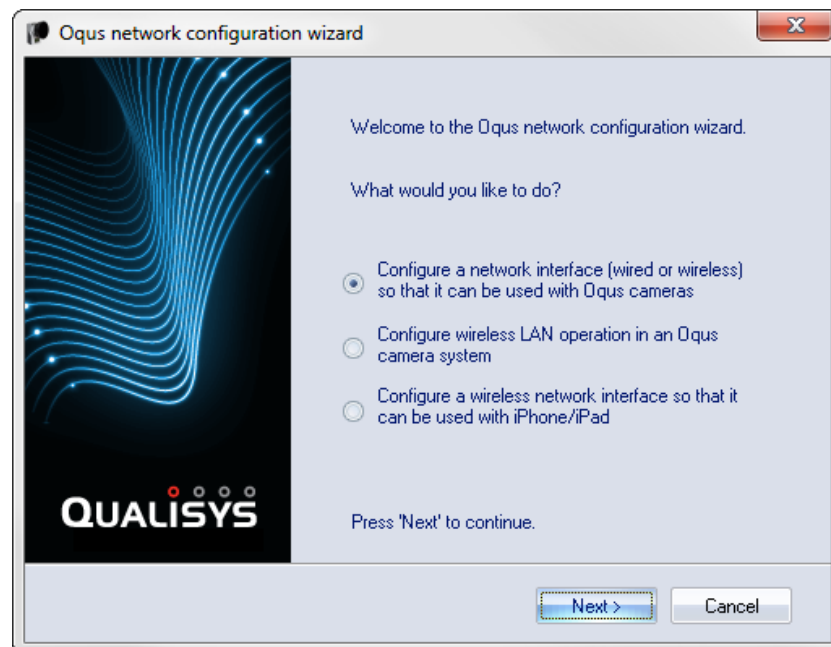 Oqus network configuration wizard
Welcome to the Oqus network configuration wizard.
What would you like to do?
Configure a network interface (wired or wireless)
so that it can be used with Oqus cameras
Configure wireless LAN operation in an Oqus
camera system
Configure a wireless network interface so that it
can be used with iPhone/iPad
QUALISYS
Press 'Next' to continue.
Next >
Cancel